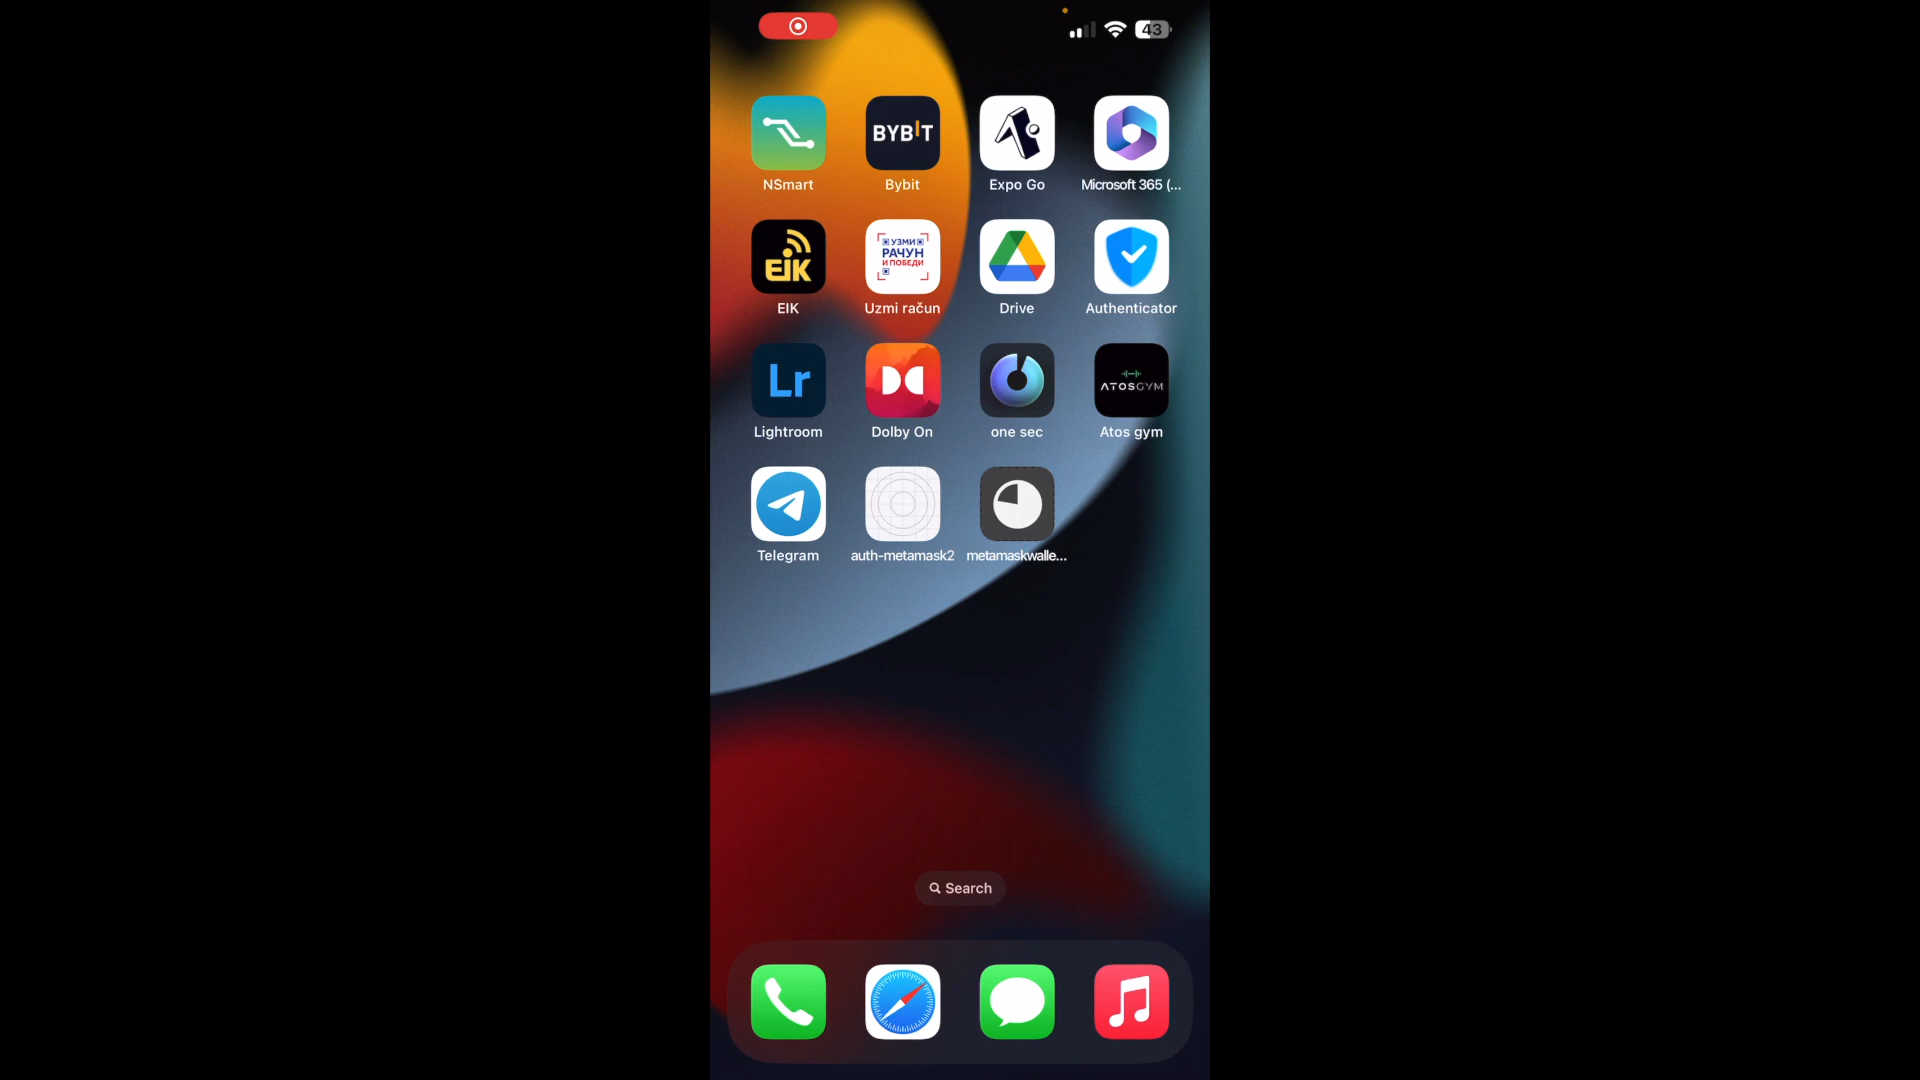 43
BYBIT
NSmart
Bybit
Expo Go
Microsoft 365 (...
EIK
УЗМИ
РАЧУН
И ПОБЕДИ
EIK
Uzmi račun
Drive
Authenticator
Lr
ATOSGYM
Lightroom
Dolby On
one sec
Atos gym
Telegram
auth-metamask2
metamaskwalle...
Search